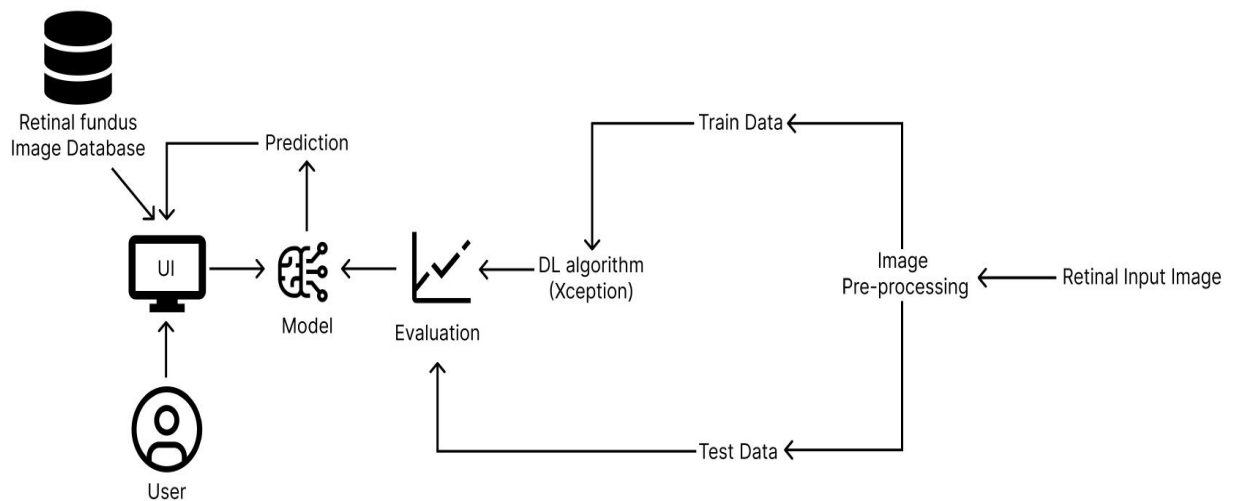 Retinal fundus
Image Database
Prediction
Train Data
UI
Model
Evaluation
DL algorithm
(Xception)
Image
Pre-processing
Retinal Input Image
Test Data
User